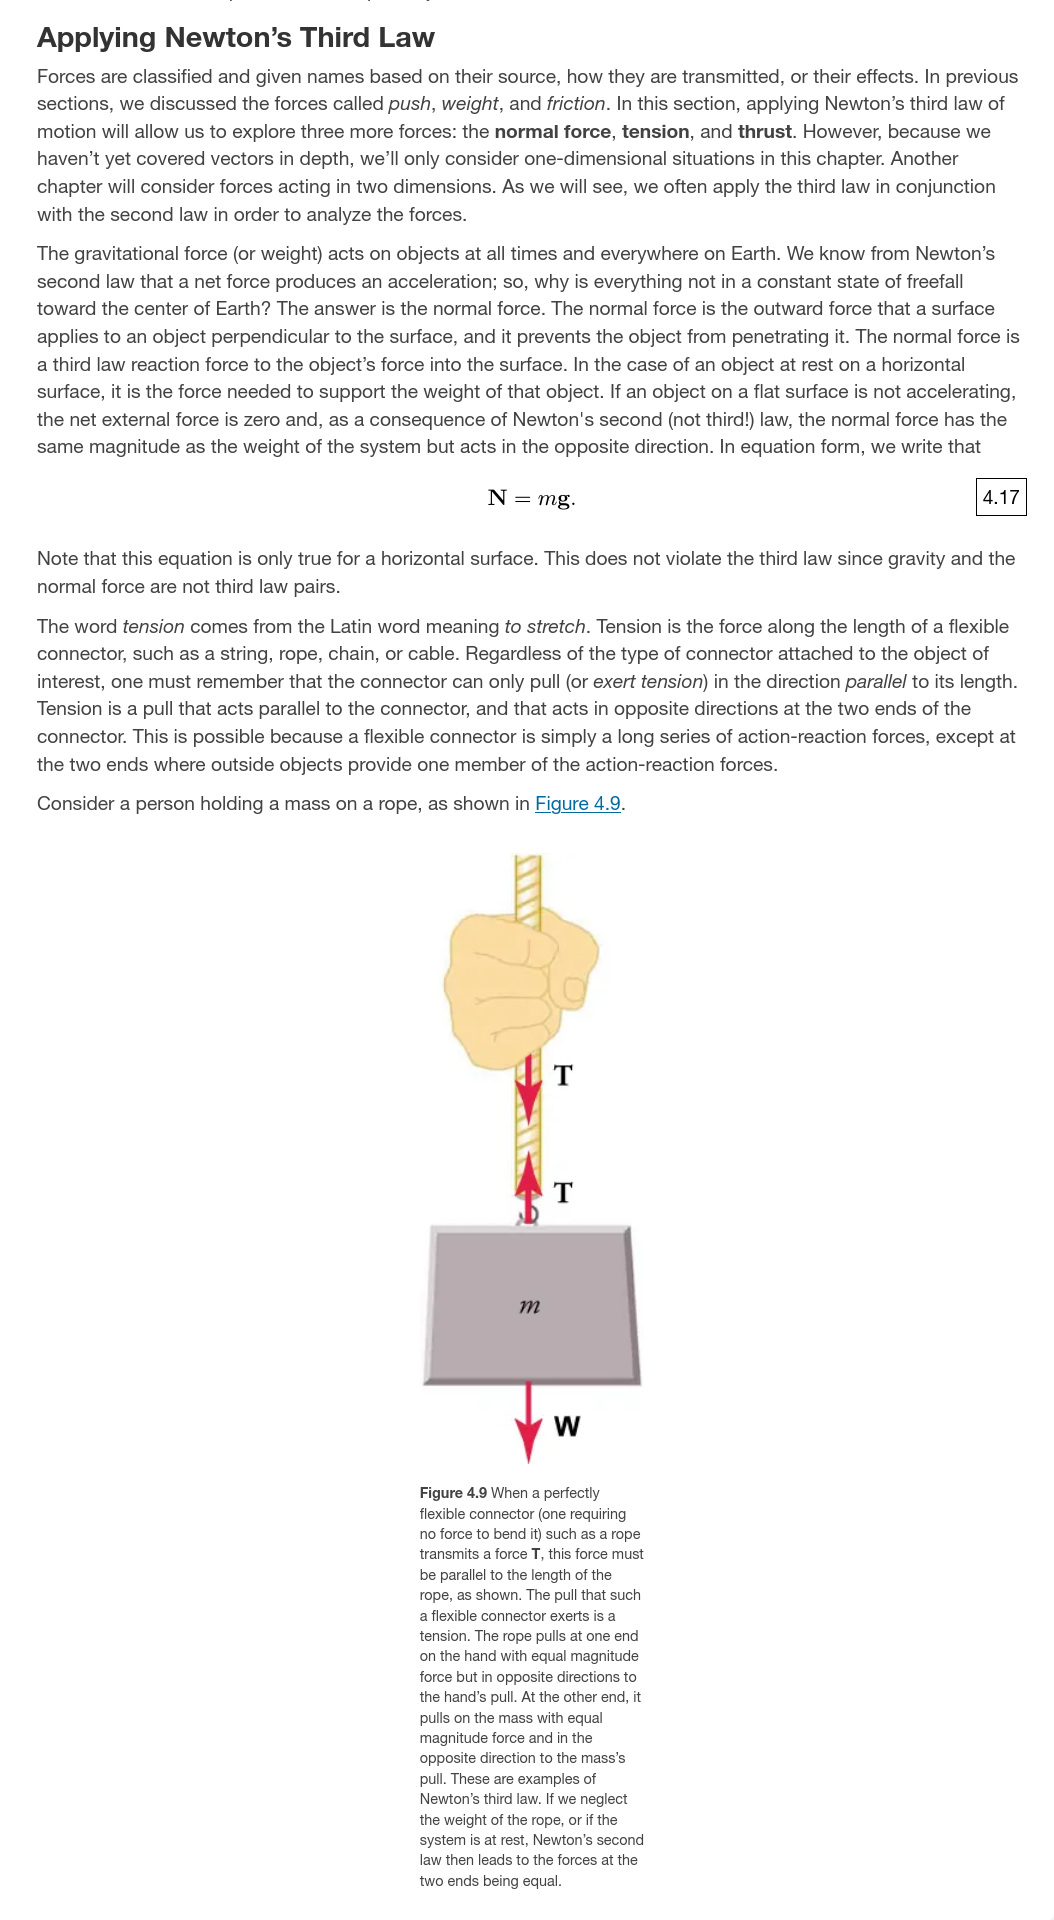 Applying Newton’s Third Law
Forces are classified and given names based on their source, how they are transmitted, or their effects. In previous
sections, we discussed the forces called push, weight, and friction. In this section, applying Newton’s third law of
motion will allow us to explore three more forces: the normal force, tension, and thrust. However, because we
haven’t yet covered vectors in depth, we’ll only consider one-dimensional situations in this chapter. Another
chapter will consider forces acting in two dimensions. As we will see, we often apply the third law in conjunction
with the second law in order to analyze the forces.
The gravitational force (or weight) acts on objects at all times and everywhere on Earth. We know from Newton’s
second law that a net force produces an acceleration; so, why is everything not in a constant state of freefall
toward the center of Earth? The answer is the normal force. The normal force is the outward force that a surface
applies to an object perpendicular to the surface, and it prevents the object from penetrating it. The normal force is
a third law reaction force to the object’s force into the surface. In the case of an object at rest on a horizontal
surface, it is the force needed to support the weight of that object. If an object on a flat surface is not accelerating,
the net external force is zero and, as a consequence of Newton's second (not third!) law, the normal force has the
same magnitude as the weight of the system but acts in the opposite direction. In equation form, we write that
N = mg.
4.17
Note that this equation is only true for a horizontal surface. This does not violate the third law since gravity and the
normal force are not third law pairs.
The word tension comes from the Latin word meaning to stretch. Tension is the force along the length of a flexible
connector, such as a string, rope, chain, or cable. Regardless of the type of connector attached to the object of
interest, one must remember that the connector can only pull (or exert tension) in the direction parallel to its length.
Tension is a pull that acts parallel to the connector, and that acts in opposite directions at the two ends of the
connector. This is possible because a flexible connector is simply a long series of action-reaction forces, except at
the two ends where outside objects provide one member of the action-reaction forces.
Consider a person holding a mass on a rope, as shown in Figure 4.9.
T
T
m
W
Figure 4.9 When a perfectly
flexible connector (one requiring
no force to bend it) such as a rope
transmits a force T, this force must
be parallel to the length of the
rope, as shown. The pull that such
a flexible connector exerts is a
tension. The rope pulls at one end
on the hand with equal magnitude
force but in opposite directions to
the hand’s pull. At the other end, it
pulls on the mass with equal
magnitude force and in the
opposite direction to the mass’s
pull. These are examples of
Newton’s third law. If we neglect
the weight of the rope, or if the
system is at rest, Newton’s second
law then leads to the forces at the
two ends being equal.